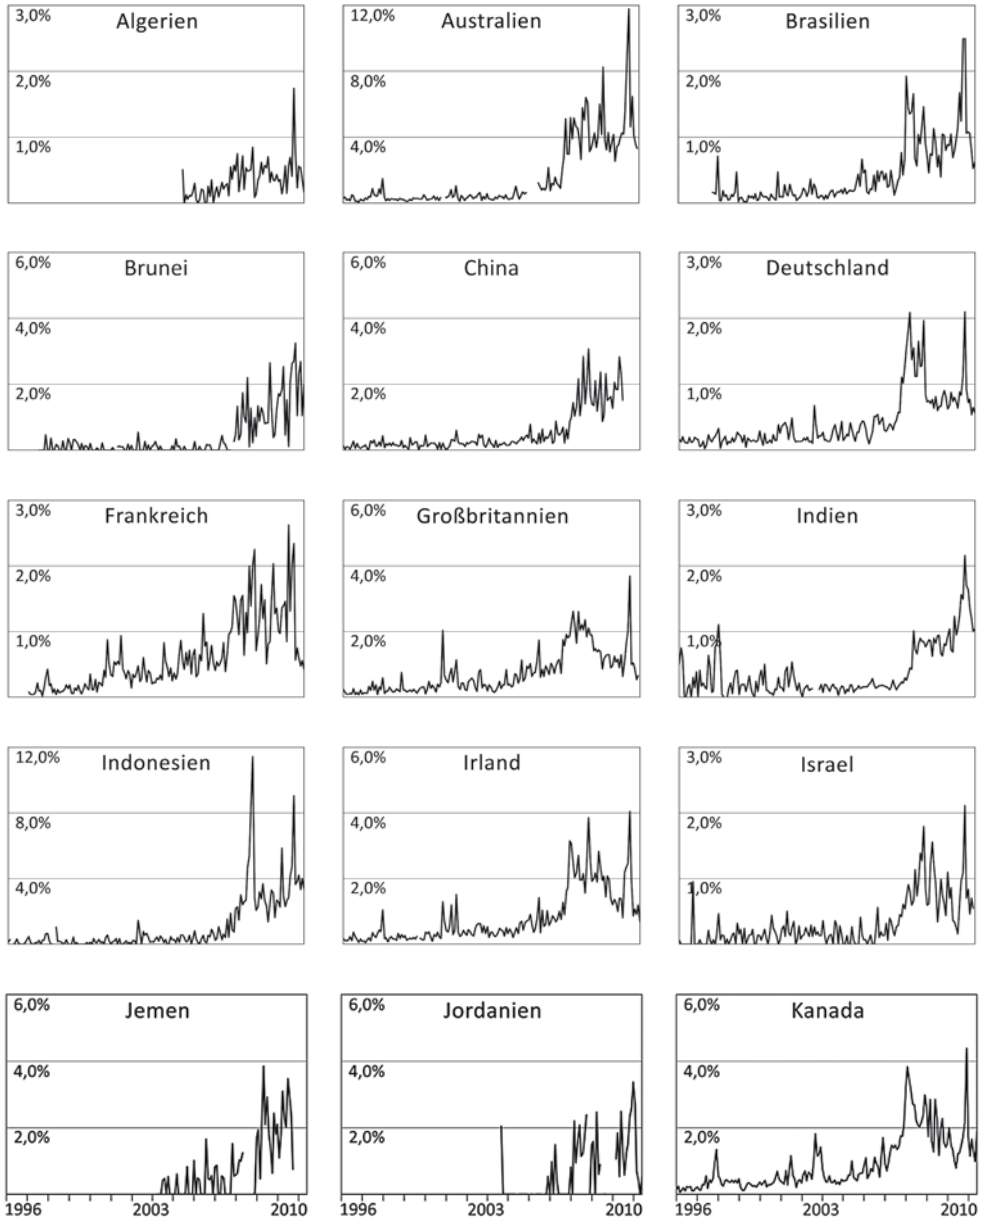 3,0%
Algerien
2,0%
1,0%
12,0%
Australien
8,0%
4,0%
3,0%
Brasilien
2,0%
1,0%
6,0%
Brunei
4,0%
2,0%
6,0%
China
4,0%
2,0%
3,0%
Deutschland
2,0%
1,0%
3,0%
Frankreich
2,0%
1,0%
6,0%
Großbritannien
4,0%
2,0%
3,0%
Indien
2,0%
1,0%
12,0%
Indonesien
8,0%
4,0%
6,0%
Irland
4,0%
2,0%
3,0%
Israel
2,0%
1,0%
6,0%
Jemen
4,0%
2,0%
6,0%
Jordanien
4,0%
2,0%
6,0%
Kanada
4,0%
2,0%
1996 2003 2010 1996 2003 2010 1996 2003 2010